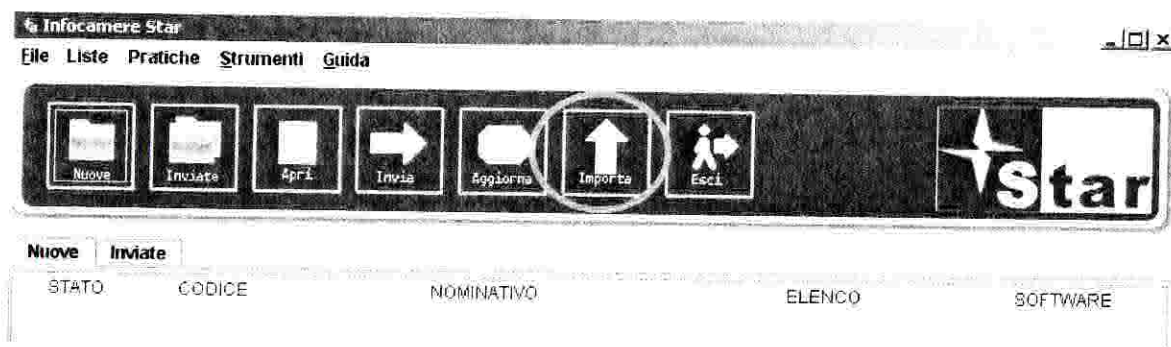 Infocamere Star
File Liste Pratiche Strumenti Guida
Nuove Inviate Apri Invia Aggiorna Importa Esci
Star
Nuove Inviate
STATO CODICE NOMINATIVO ELENCO SOFTWARE